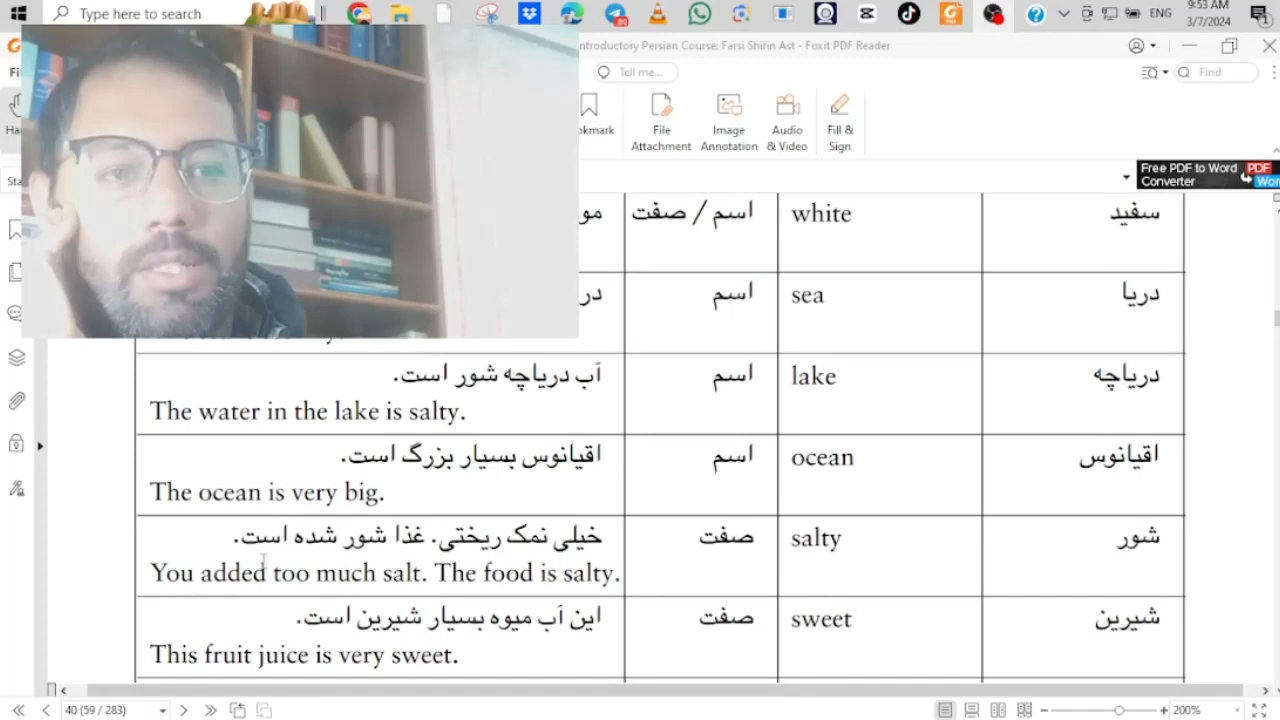 Type here to search
ENG
9:53 AM
3/7/2024
ntroductory Persian Course: Farsi Shirin Ast - Foxit PDF Reader
Tell me...
Find
File Attachment
Image Annotation
Audio & Video
Fill & Sign
Free PDF to Word Converter
PDF
سفید white اسم / صفت مو
دریا sea اسم در
دریاچه lake اسم آب دریاچه شور است.
The water in the lake is salty.
اقیانوس ocean اسم اقیانوس بسیار بزرگ است.
The ocean is very big.
شور salty صفت خیلی نمک ریختی. غذا شور شده است.
You added too much salt. The food is salty.
شیرین sweet صفت این آب میوه بسیار شیرین است.
This fruit juice is very sweet.
40 (59 / 283)
200%